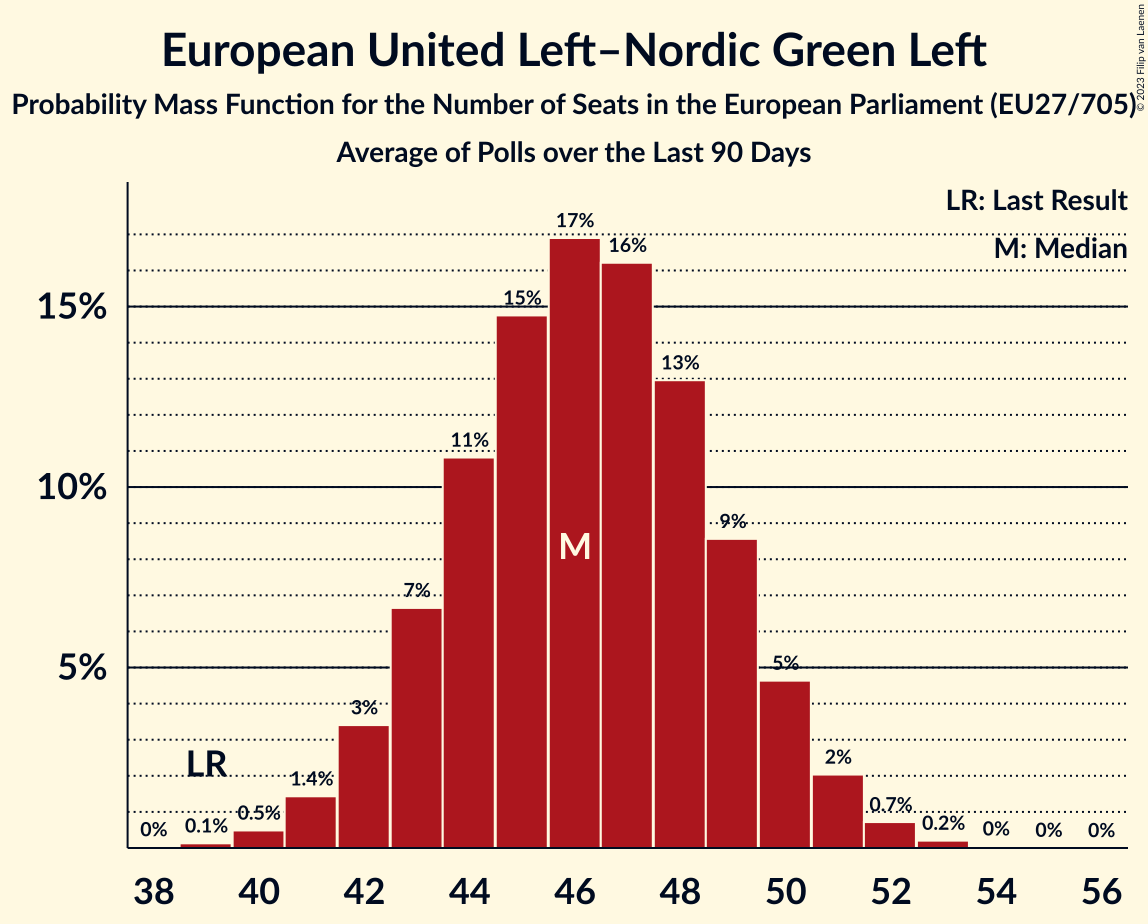 European United Left–Nordic Green Left
Probability Mass Function for the Number of Seats in the European Parliament (EU27/705)
Average of Polls over the Last 90 Days
© 2023 Filip van Laenen
LR: Last Result
M: Median
15%
10%
5%
0%
0.1%
0.5%
1.4%
3%
7%
11%
15%
17%
16%
13%
9%
5%
2%
0.7%
0.2%
0%
0%
0%
LR
M
38 40 42 44 46 48 50 52 54 56